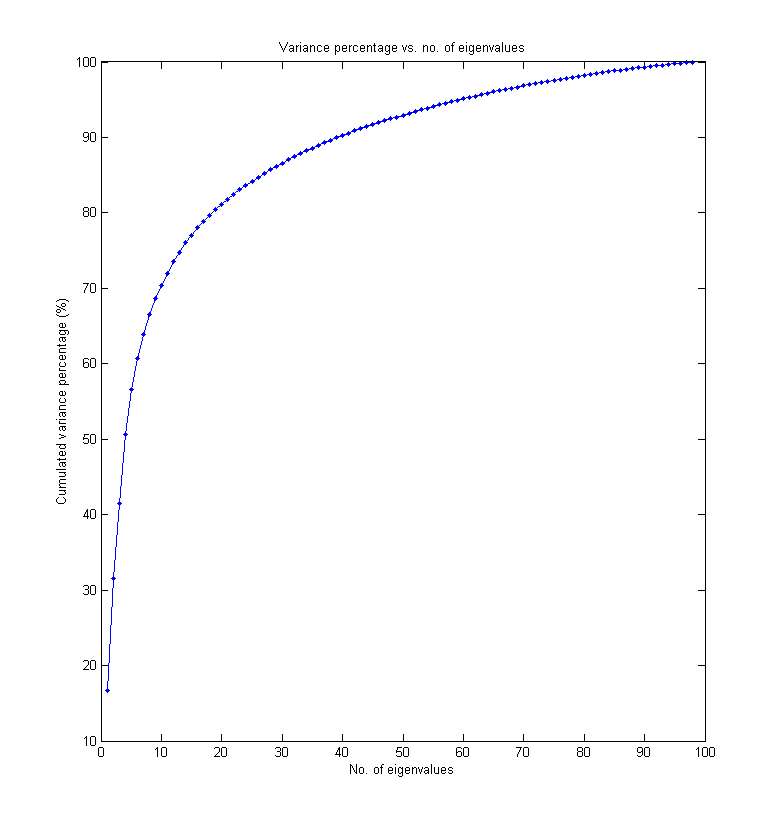 Variance percentage vs. no. of eigenvalues
100
90
80
70
60
50
40
30
20
10
Cumulated variance percentage (%)
0 10 20 30 40 50 60 70 80 90 100
No. of eigenvalues